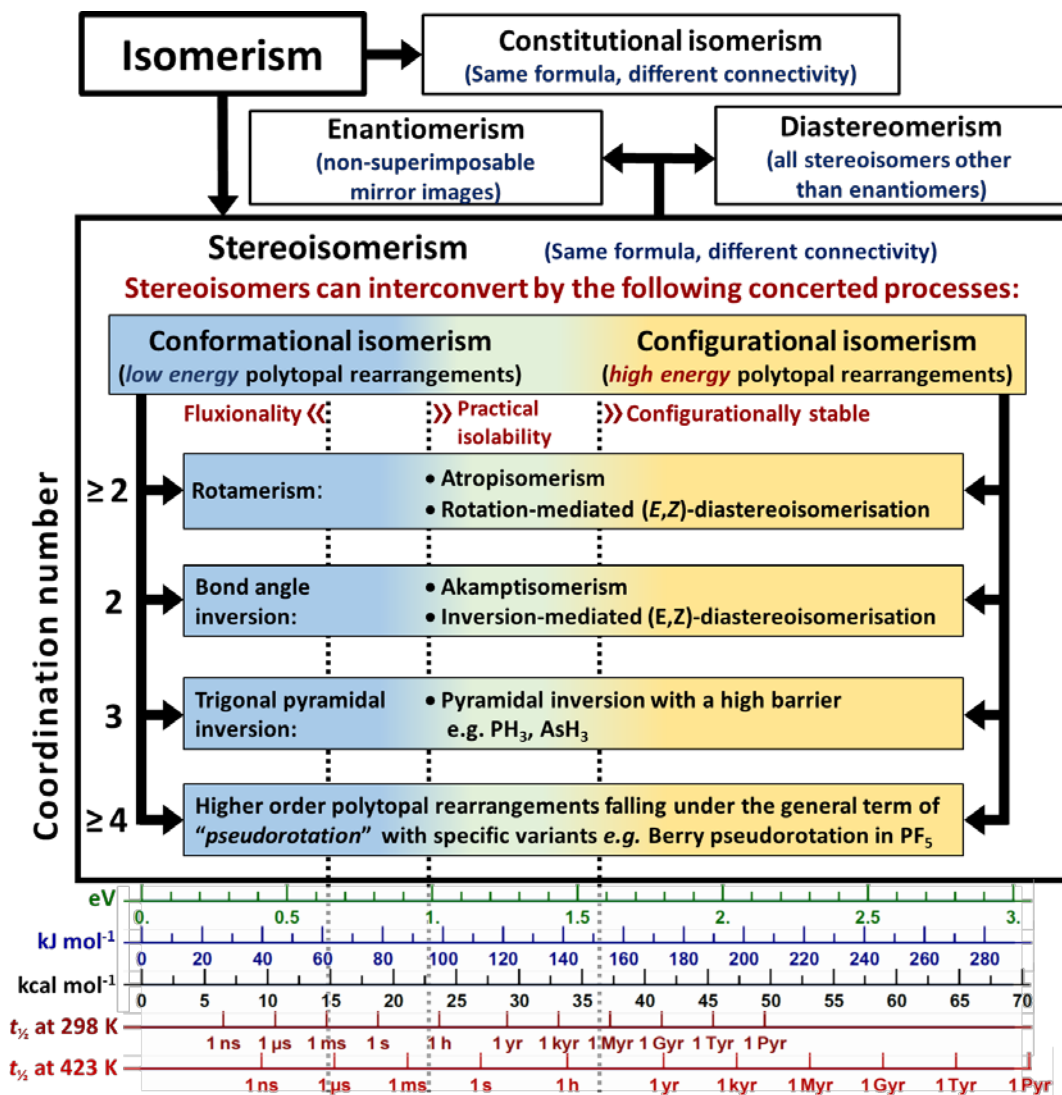 Isomerism
Constitutional isomerism
(Same formula, different connectivity)
Enantiomerism
(non-superimposable
mirror images)
Diastereomerism
(all stereoisomers other
than enantiomers)
Stereoisomerism (Same formula, different connectivity)
Stereoisomers can interconvert by the following concerted processes:
Conformational isomerism
(low energy polytopal rearrangements)
Configurational isomerism
(high energy polytopal rearrangements)
Fluxionality «
» Practical
isolability
» Configurationally stable
Coordination number
≥ 2
Rotamerism:
• Atropisomerism
• Rotation-mediated (E,Z)-diastereoisomerisation
2
Bond angle
inversion:
• Akamptisomerism
• Inversion-mediated (E,Z)-diastereoisomerisation
3
Trigonal pyramidal
inversion:
• Pyramidal inversion with a high barrier
e.g. PH₃, AsH₃
≥4
Higher order polytopal rearrangements falling under the general term of
“pseudorotation” with specific variants e.g. Berry pseudorotation in PF₅
eV
0. 0.5 1. 1.5 2. 2.5 3.
kJ mol⁻¹
0 20 40 60 80 100 120 140 160 180 200 220 240 260 280
kcal mol⁻¹
0 5 10 15 20 25 30 35 40 45 50 55 60 65 70
t½ at 298 K
1 ns 1 µs 1 ms 1 s 1 h 1 yr 1 kyr 1 Myr 1 Gyr 1 Tyr 1 Pyr
t½ at 423 K
1 ns 1 µs 1 ms 1 s 1 h 1 yr 1 kyr 1 Myr 1 Gyr 1 Tyr 1 Pyr